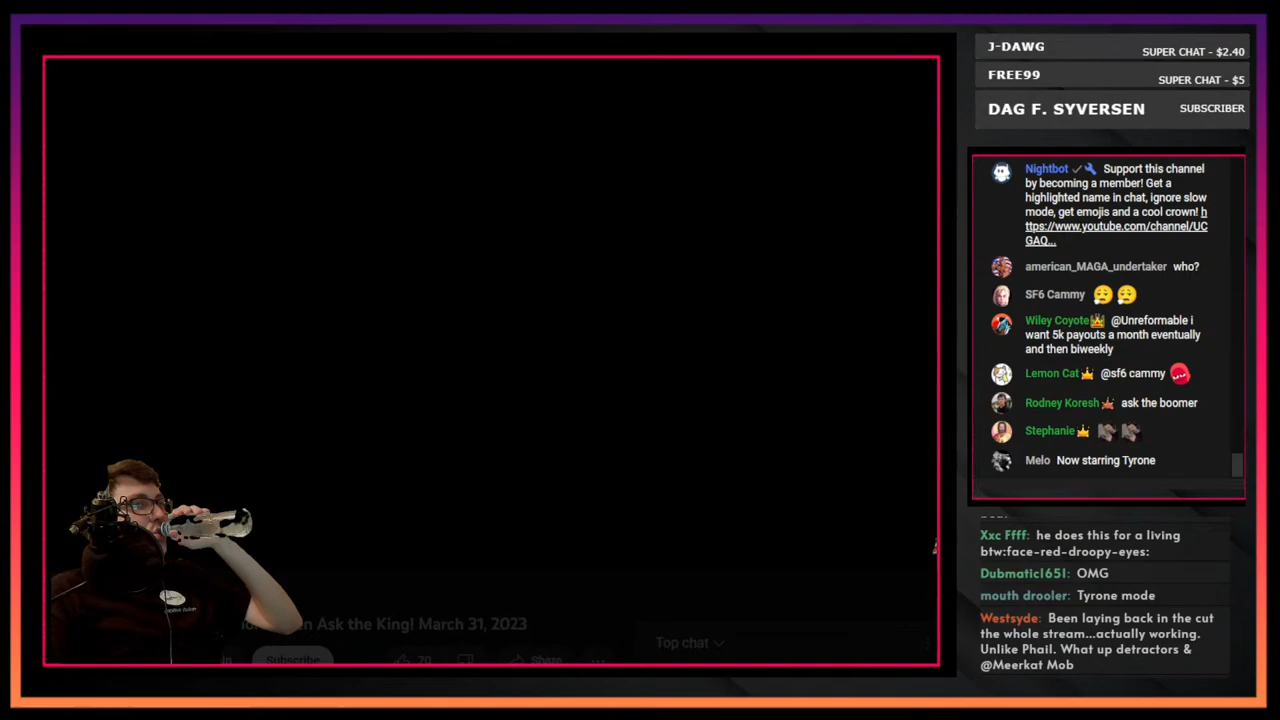 J-DAWG
SUPER CHAT - $2.40
FREE99
SUPER CHAT - $5
DAG F. SYVERSEN
SUBSCRIBER
Nightbot Support this channel
by becoming a member! Get a
highlighted name in chat, ignore slow
mode, get emojis and a cool crown! h
ttps://www.youtube.com/channel/UC
GAQ...
american_MAGA_undertaker who?
SF6 Cammy
Wiley Coyote @Unreformable i
want 5k payouts a month eventually
and then biweekly
Lemon Cat @sf6 cammy
Rodney Koresh ask the boomer
Stephanie
Melo Now starring Tyrone
Xxc Ffff: he does this for a living
btw:face-red-droopy-eyes:
Dubmatic1651: OMG
mouth drooler: Tyrone mode
Westsyde: Been laying back in the cut
the whole stream...actually working.
Unlike Phail. What up detractors &
@Meerkat Mob
Ask the King! March 31, 2023
Subscribe
70
Share
...
Top chat